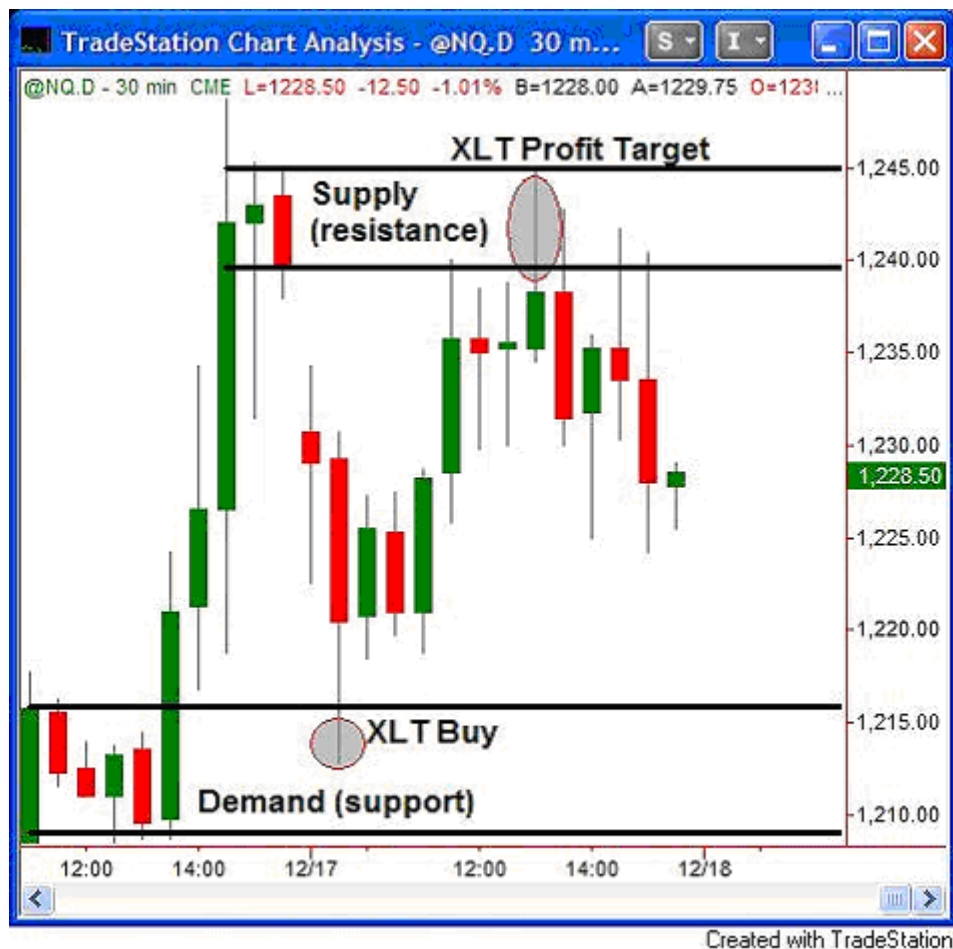 TradeStation Chart Analysis - @NQ.D 30 m... S I
@NQ.D - 30 min CME L=1228.50 -12.50 -1.01% B=1228.00 A=1229.75 O=123 ...
XLT Profit Target
1,245.00
Supply
(resistance)
1,240.00
1,235.00
1,230.00
1,228.50
1,225.00
1,220.00
1,215.00
XLT Buy
Demand (support)
1,210.00
12:00 14:00 12/17 12:00 14:00 12/18
Created with TradeStation